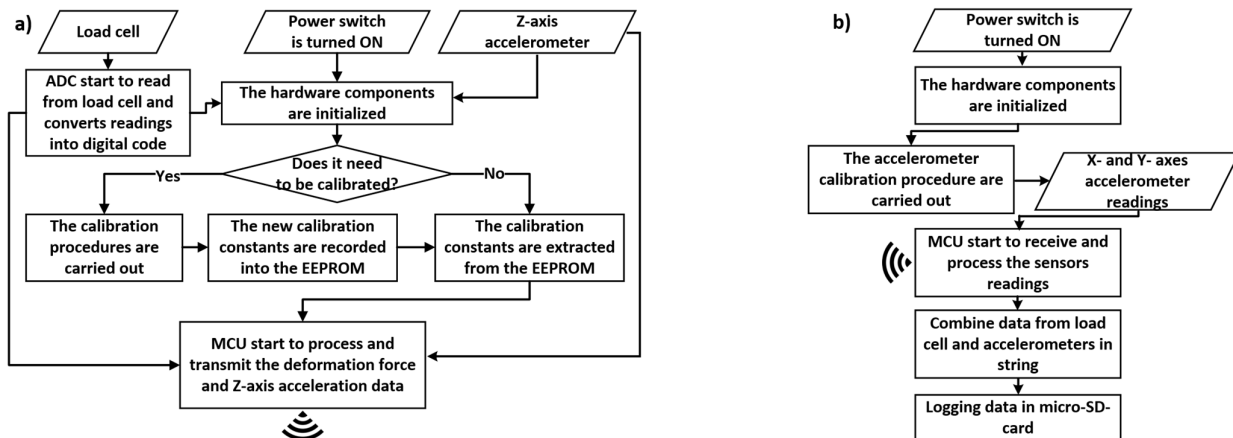 a)
Load cell
Power switch
is turned ON
Z-axis
accelerometer
ADC start to read
from load cell and
converts readings
into digital code
The hardware components
are initialized
Does it need
to be calibrated?
Yes
No
The calibration
procedures are
carried out
The new calibration
constants are recorded
into the EEPROM
The calibration
constants are extracted
from the EEPROM
MCU start to process and
transmit the deformation force
and Z-axis acceleration data
b)
Power switch is
turned ON
The hardware components
are initialized
The accelerometer
calibration procedure are
carried out
X- and Y- axes
accelerometer
readings
MCU start to receive and
process the sensors
readings
Combine data from load
cell and accelerometers in
string
Logging data in micro-SD-
card